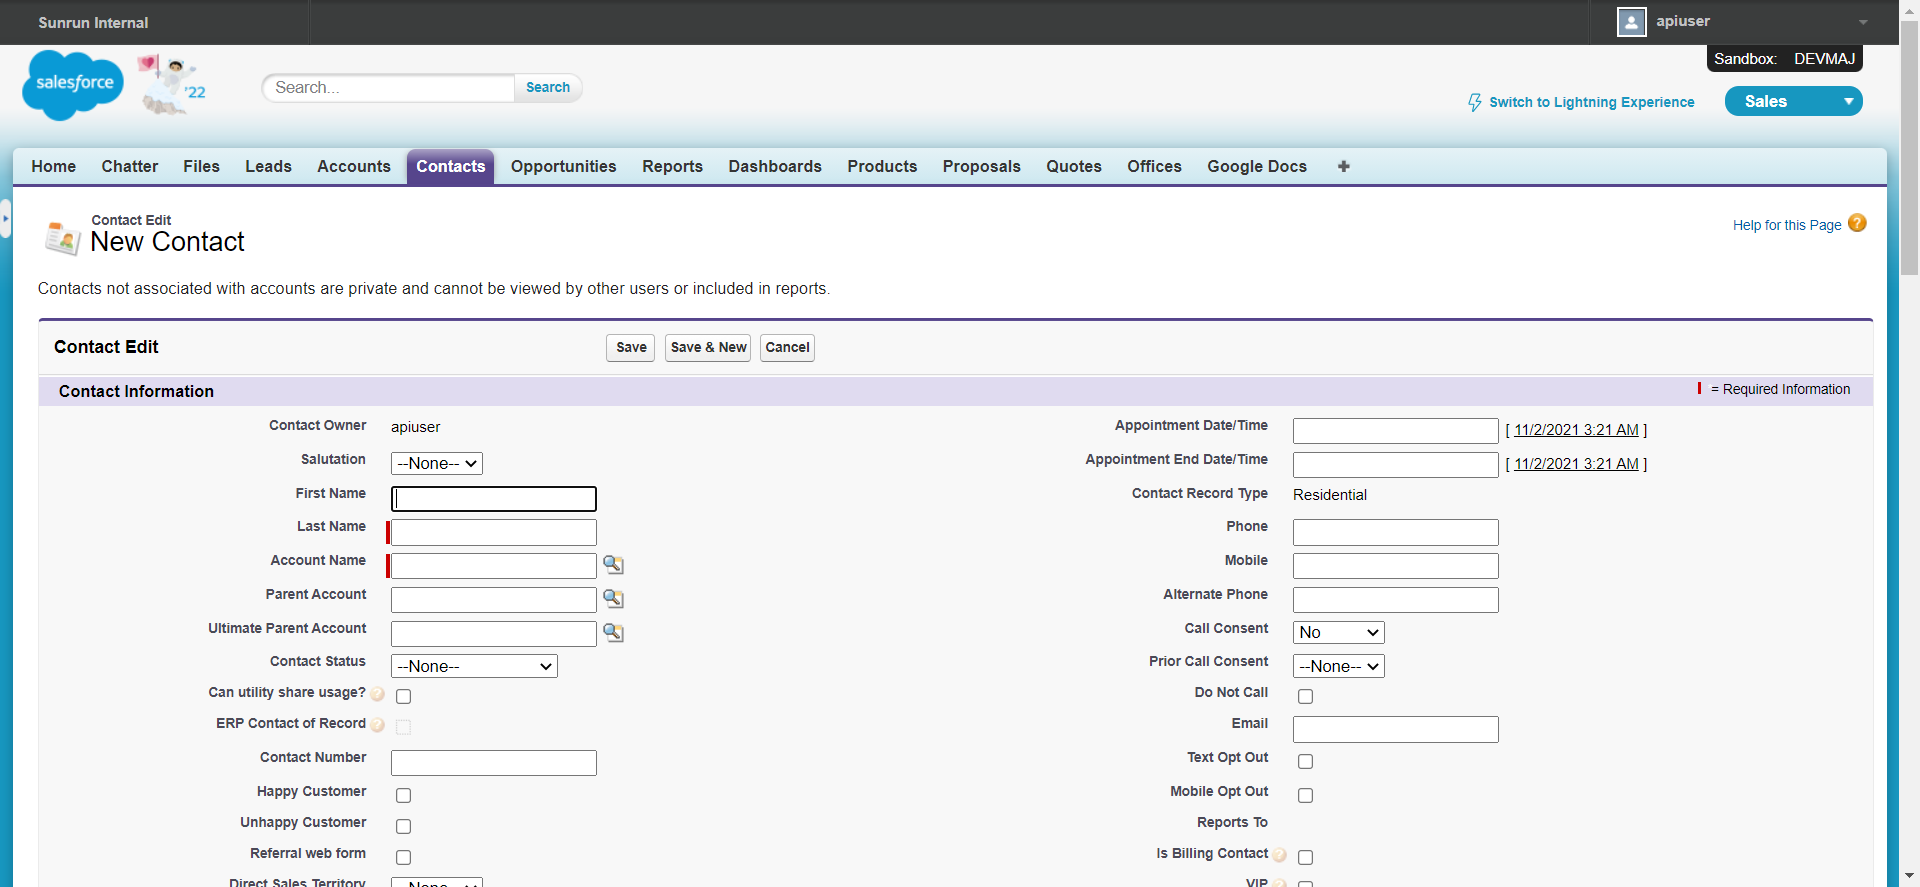 Sunrun Internal
apiuser
Sandbox: DEVMAJ
salesforce
'22
Search...
Search
Switch to Lightning Experience
Sales
Home Chatter Files Leads Accounts Contacts Opportunities Reports Dashboards Products Proposals Quotes Offices Google Docs
Contact Edit
New Contact
Help for this Page
Contacts not associated with accounts are private and cannot be viewed by other users or included in reports.
Contact Edit
Save Save & New Cancel
Contact Information
= Required Information
Contact Owner apiuser
Appointment Date/Time [ 11/2/2021 3:21 AM ]
Salutation --None--
Appointment End Date/Time [ 11/2/2021 3:21 AM ]
First Name
Contact Record Type Residential
Last Name
Phone
Account Name
Mobile
Parent Account
Alternate Phone
Ultimate Parent Account
Call Consent No
Contact Status --None--
Prior Call Consent --None--
Can utility share usage? ?
Do Not Call
ERP Contact of Record ?
Email
Contact Number
Text Opt Out
Happy Customer
Mobile Opt Out
Unhappy Customer
Reports To
Referral web form
Is Billing Contact ?
Direct Sales Territory --None--
VIP ?